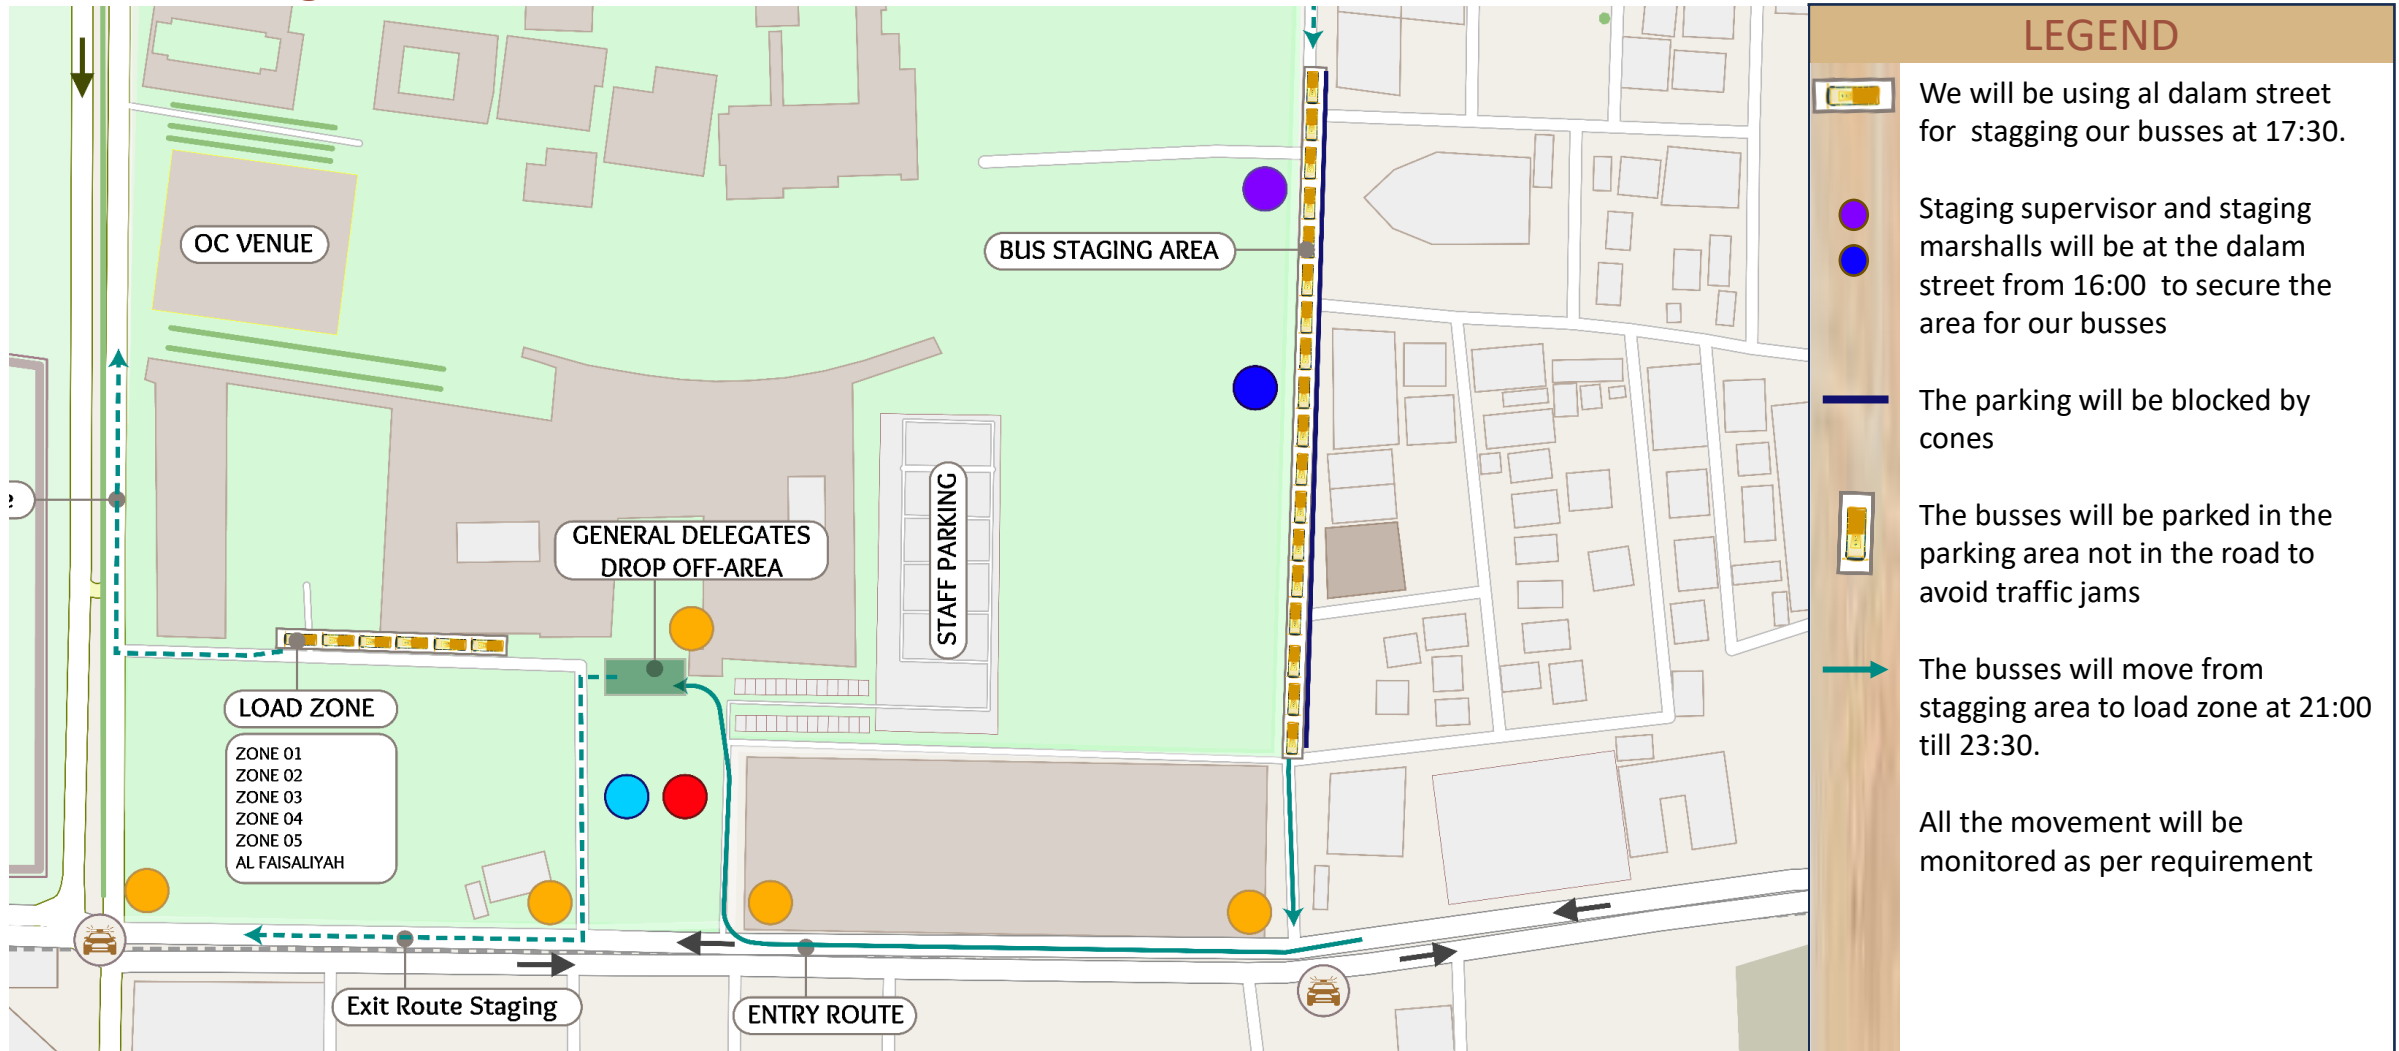 OC VENUE
BUS STAGING AREA
GENERAL DELEGATES
DROP OFF-AREA
STAFF PARKING
LOAD ZONE
ZONE 01
ZONE 02
ZONE 03
ZONE 04
ZONE 05
AL FAISALIYAH
Exit Route Staging
ENTRY ROUTE
LEGEND
We will be using al dalam street
for stagging our busses at 17:30.
Staging supervisor and staging
marshalls will be at the dalam
street from 16:00 to secure the
area for our busses
The parking will be blocked by
cones
The busses will be parked in the
parking area not in the road to
avoid traffic jams
The busses will move from
stagging area to load zone at 21:00
till 23:30.
All the movement will be
monitored as per requirement